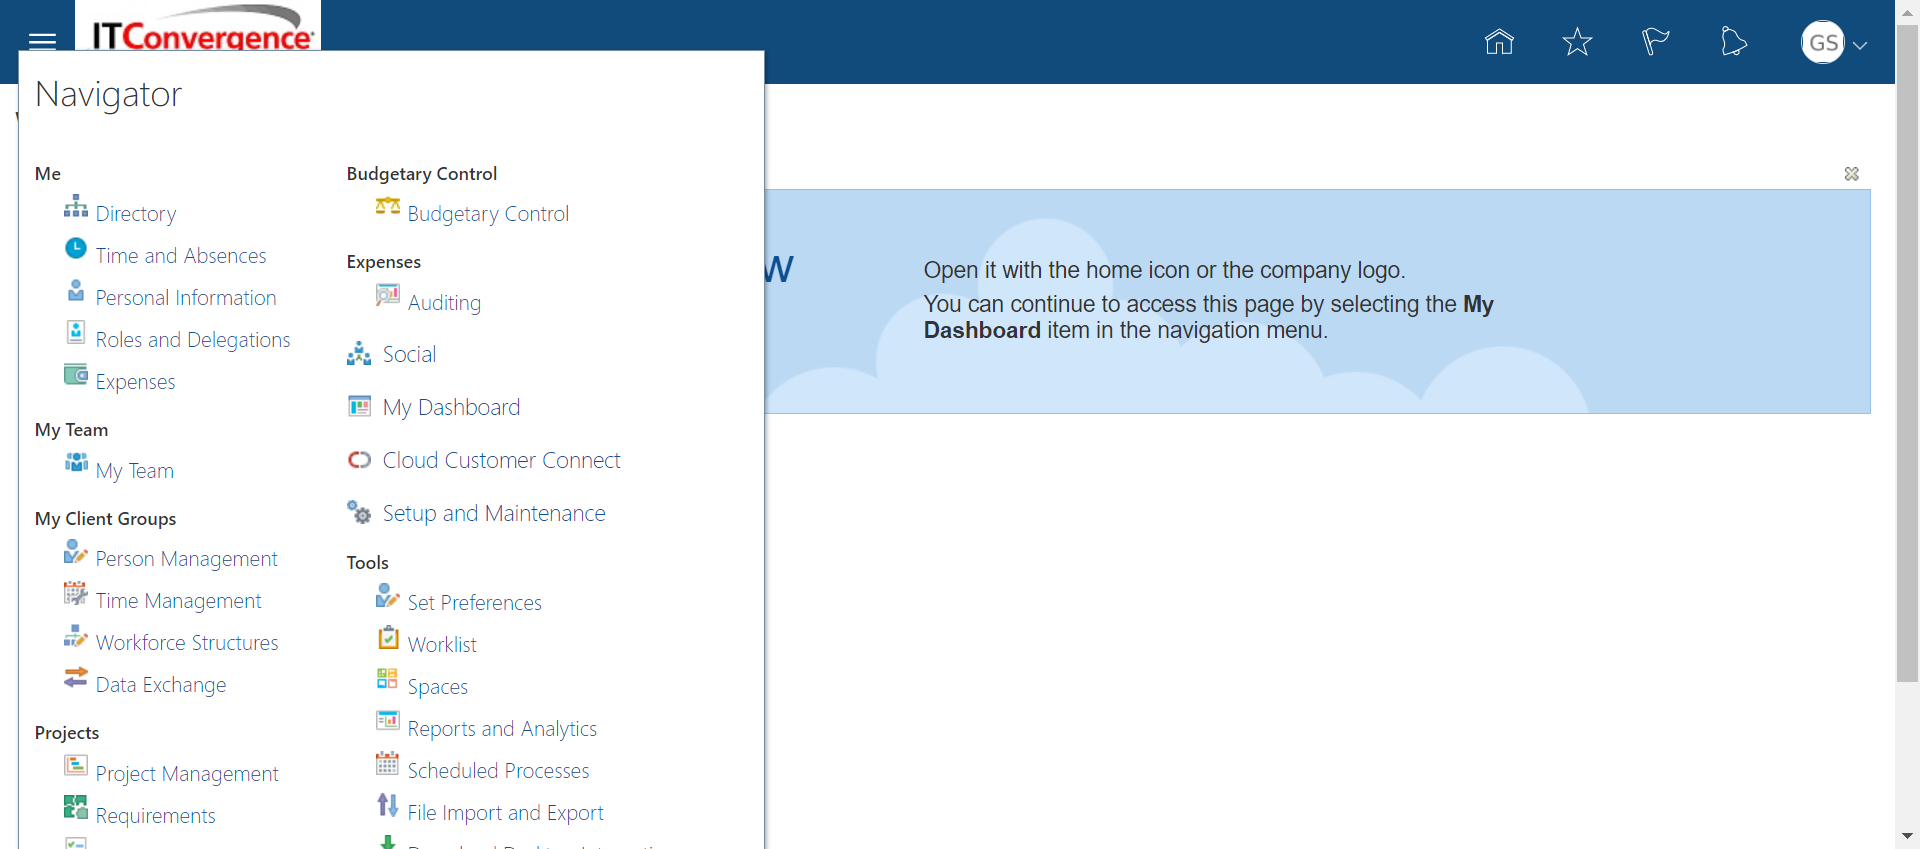 ITConvergence
GS
Navigator
Me
Directory
Time and Absences
Personal Information
Roles and Delegations
Expenses
My Team
My Team
My Client Groups
Person Management
Time Management
Workforce Structures
Data Exchange
Projects
Project Management
Requirements
Budgetary Control
Budgetary Control
Expenses
Auditing
Social
My Dashboard
Cloud Customer Connect
Setup and Maintenance
Tools
Set Preferences
Worklist
Spaces
Reports and Analytics
Scheduled Processes
File Import and Export
w
Open it with the home icon or the company logo.
You can continue to access this page by selecting the My
Dashboard item in the navigation menu.